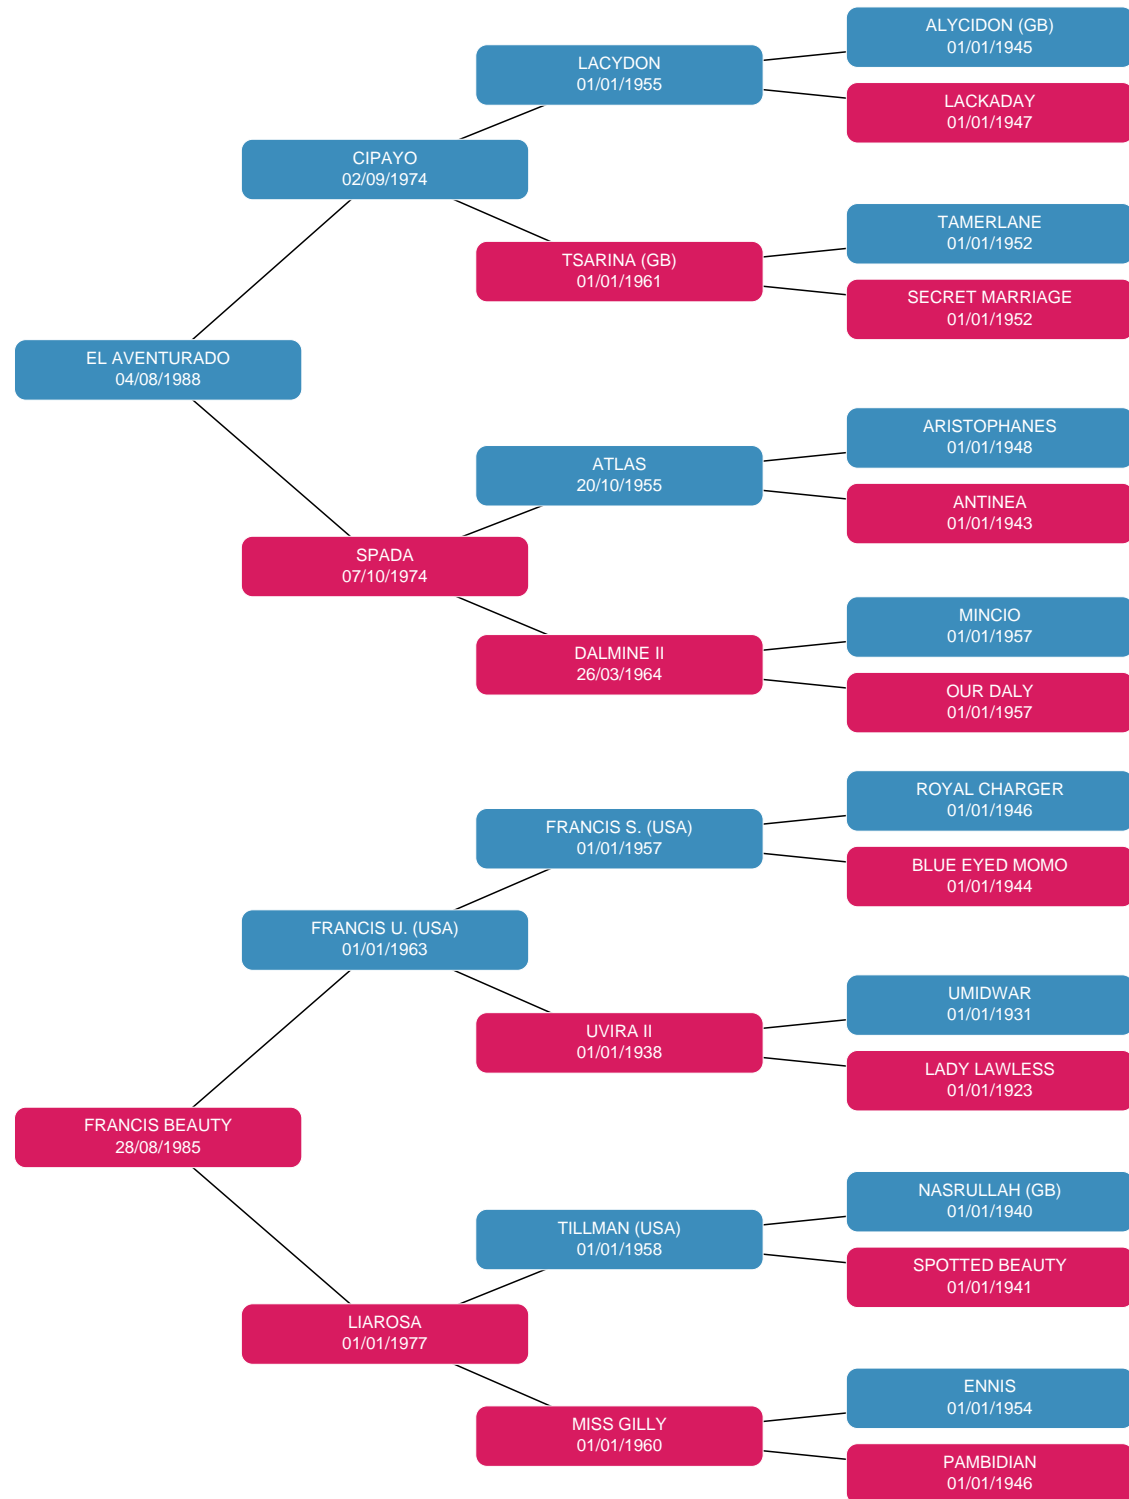 ALYCIDON (GB)
01/01/1945
LACYDON
01/01/1955
LACKADAY
01/01/1947
CIPAYO
02/09/1974
TAMERLANE
01/01/1952
TSARINA (GB)
01/01/1961
SECRET MARRIAGE
01/01/1952
EL AVENTURADO
04/08/1988
ARISTOPHANES
01/01/1948
ATLAS
20/10/1955
ANTINEA
01/01/1943
SPADA
07/10/1974
MINCIO
01/01/1957
DALMINE II
26/03/1964
OUR DALY
01/01/1957
ROYAL CHARGER
01/01/1946
FRANCIS S. (USA)
01/01/1957
BLUE EYED MOMO
01/01/1944
FRANCIS U. (USA)
01/01/1963
UMIDWAR
01/01/1931
UVIRA II
01/01/1938
LADY LAWLESS
01/01/1923
FRANCIS BEAUTY
28/08/1985
NASRULLAH (GB)
01/01/1940
TILLMAN (USA)
01/01/1958
SPOTTED BEAUTY
01/01/1941
LIAROSA
01/01/1977
ENNIS
01/01/1954
MISS GILLY
01/01/1960
PAMBIDIAN
01/01/1946